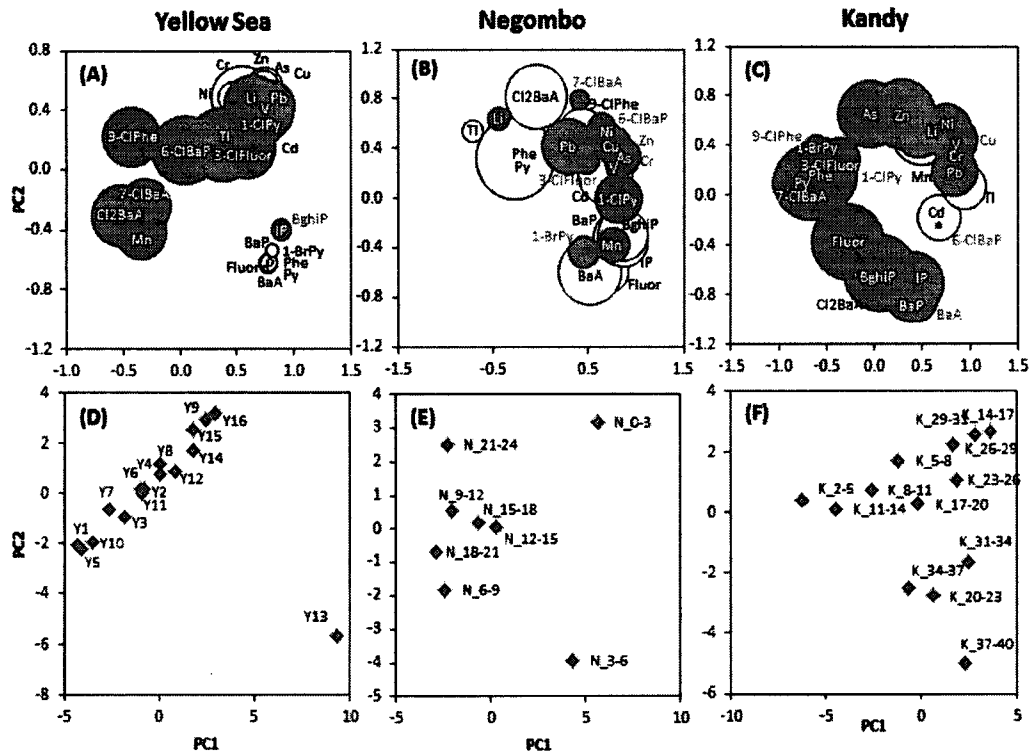 Yellow Sea
Negombo
Kandy
(A)
0.8
0.4
0.0
-0.4
-0.8
-1.2
-1.0 -0.5 0.0 0.5 1.0 1.5
PC2
Cr
Zn
As
Cu
Ni
Li
Pb
V
1-ClPy
Tl
Cd
9-ClPhe
6-ClBaP
3-ClFluor
Cl2BaA
Mn
IP
BghiP
BaP
1-BrPy
Fluor
Phe
Py
BaA
(B)
1.2
0.8
0.4
0.0
-0.4
-0.8
-1.2
-1.0 -0.5 0.0 0.5 1.0 1.5
7-ClBaA
Cl2BaA
9-ClPhe
6-ClBaP
Tl
Li
Ni
Zn
Pb
Cu
As
Cr
V
Phe
Py
3-ClFluor
Cd
1-ClPy
BaP
BghiP
1-BrPy
Mn
IP
BaA
Fluor
(C)
1.2
0.8
0.4
0.0
-0.4
-0.8
-1.2
-1.5 -1.0 -0.5 0.0 0.5 1.0 1.5
As
Zn
Ni
Li
Cu
V
Cr
9-ClPhe
1-BrPy
3-ClFluor
Phe
Py
7-ClBaA
1-ClPy
Mn
Pb
Tl
Cd
6-ClBaP
Fluor
BghiP
IP
Cl2BaA
BaP
BaA
(D)
4
2
0
-2
-4
-6
-8
-5 0 5 10
PC2
PC1
Y9
Y16
Y15
Y8
Y14
Y4
Y6
Y12
Y2
Y7
Y11
Y3
Y1
Y10
Y5
Y13
(E)
4
3
2
1
0
-1
-2
-3
-4
-5
-5 0 5 10
PC1
N_0-3
N_21-24
N_9-12
N_15-18
N_12-15
N_18-21
N_6-9
N_3-6
(F)
4
2
0
-2
-4
-6
-10 -5 0 5
PC1
K_14-17
K_26-29
K_5-8
K_23-26
K_2-5
K_8-11
K_11-14
K_17-20
K_31-34
K_34-37
K_20-23
K_37-40